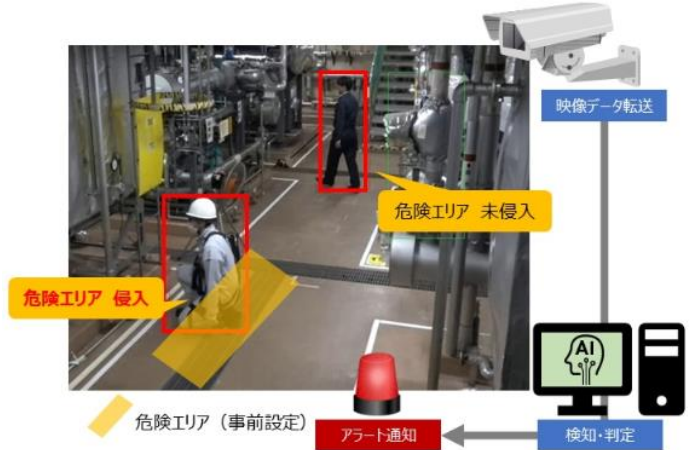 映像データ転送
危険エリア 未侵入
危険エリア 侵入
AI
危険エリア（事前設定）
アラート通知
検知・判定